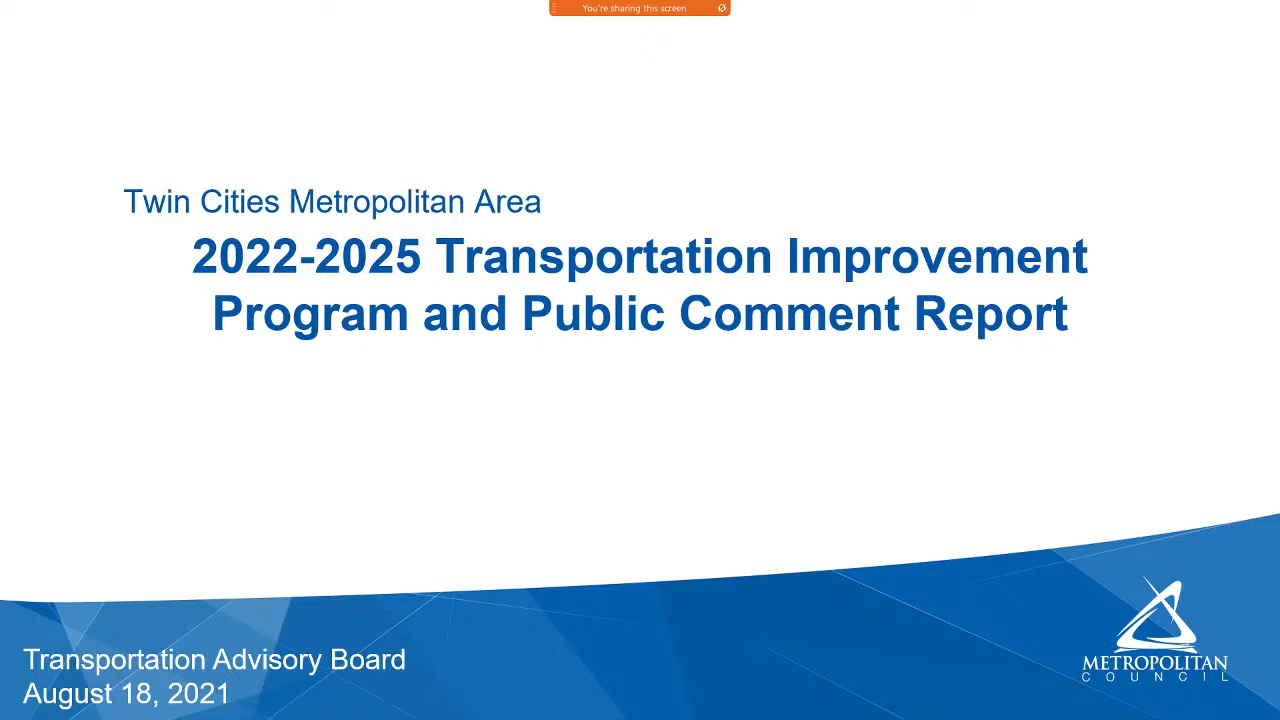 You're sharing this screen
Twin Cities Metropolitan Area
2022-2025 Transportation Improvement
Program and Public Comment Report
Transportation Advisory Board
August 18, 2021
METROPOLITAN
COUNCIL